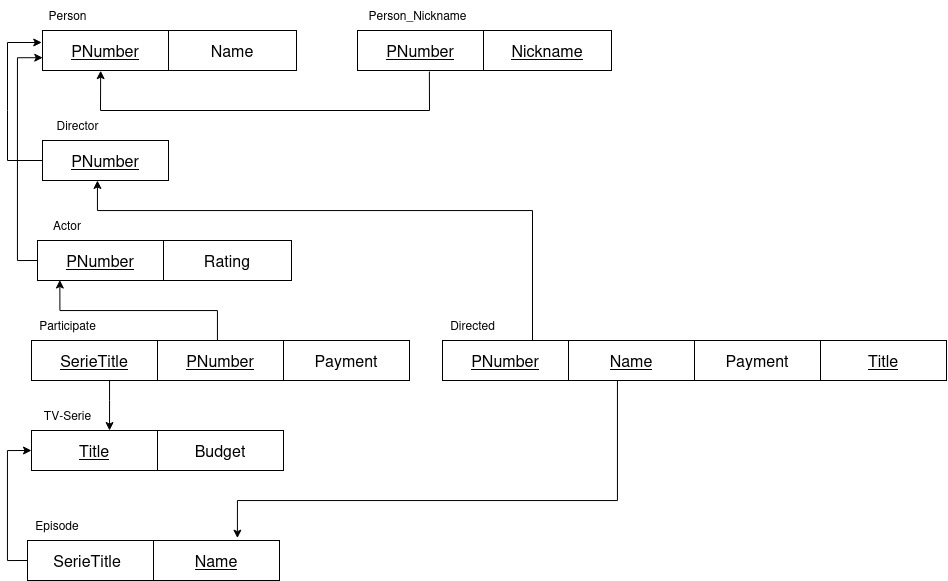 Person
Person_Nickname
PNumber Name
PNumber Nickname
Director
PNumber
Actor
PNumber Rating
Participate
Directed
SerieTitle PNumber Payment
PNumber Name Payment Title
TV-Serie
Title Budget
Episode
SerieTitle Name